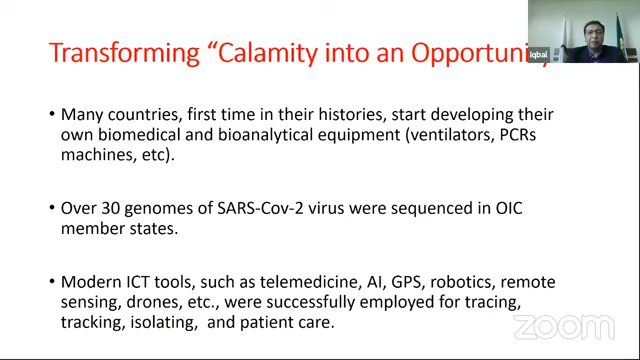 Transforming “Calamity into an Opportunity
Iqbal
• Many countries, first time in their histories, start developing their
own biomedical and bioanalytical equipment (ventilators, PCRs
machines, etc).
• Over 30 genomes of SARS-Cov-2 virus were sequenced in OIC
member states.
• Modern ICT tools, such as telemedicine, AI, GPS, robotics, remote
sensing, drones, etc., were successfully employed for tracing,
tracking, isolating, and patient care.
zoom